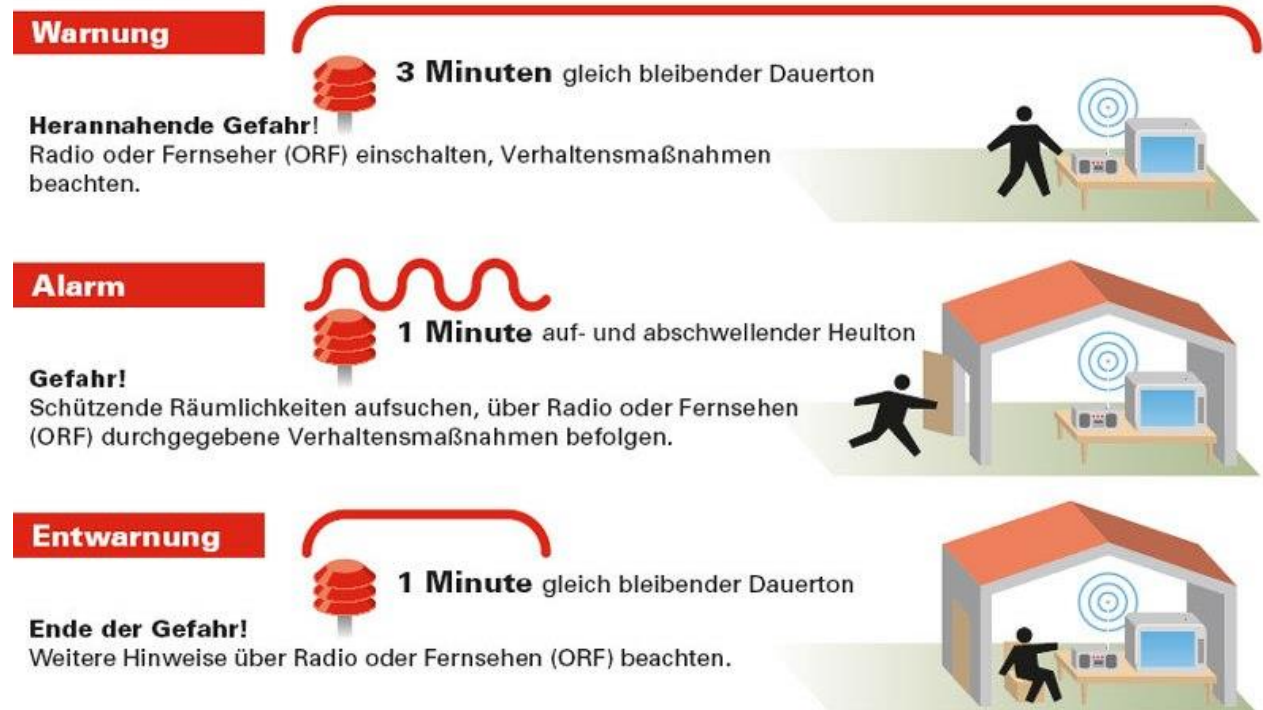 Warnung
3 Minuten gleich bleibender Dauerton
Herannahende Gefahr!
Radio oder Fernseher (ORF) einschalten, Verhaltensmaßnahmen
beachten.
Alarm
1 Minute auf- und abschwellender Heulton
Gefahr!
Schützende Räumlichkeiten aufsuchen, über Radio oder Fernsehen
(ORF) durchgegebene Verhaltensmaßnahmen befolgen.
Entwarnung
1 Minute gleich bleibender Dauerton
Ende der Gefahr!
Weitere Hinweise über Radio oder Fernsehen (ORF) beachten.